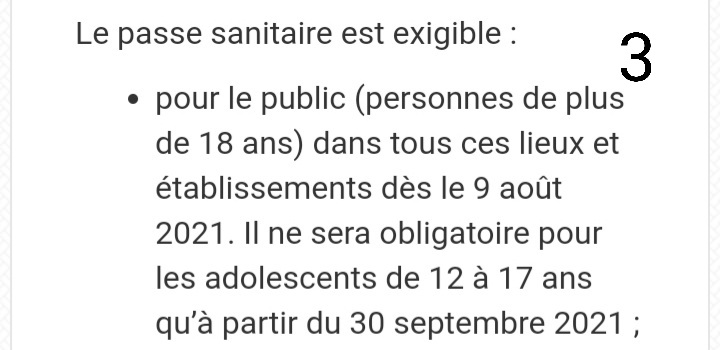 Le passe sanitaire est exigible :
3
• pour le public (personnes de plus
de 18 ans) dans tous ces lieux et
établissements dès le 9 août
2021. Il ne sera obligatoire pour
les adolescents de 12 à 17 ans
qu’à partir du 30 septembre 2021 ;